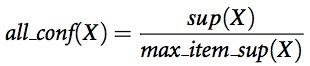 all_conf(X) = sup(X) / max_item_sup(X)